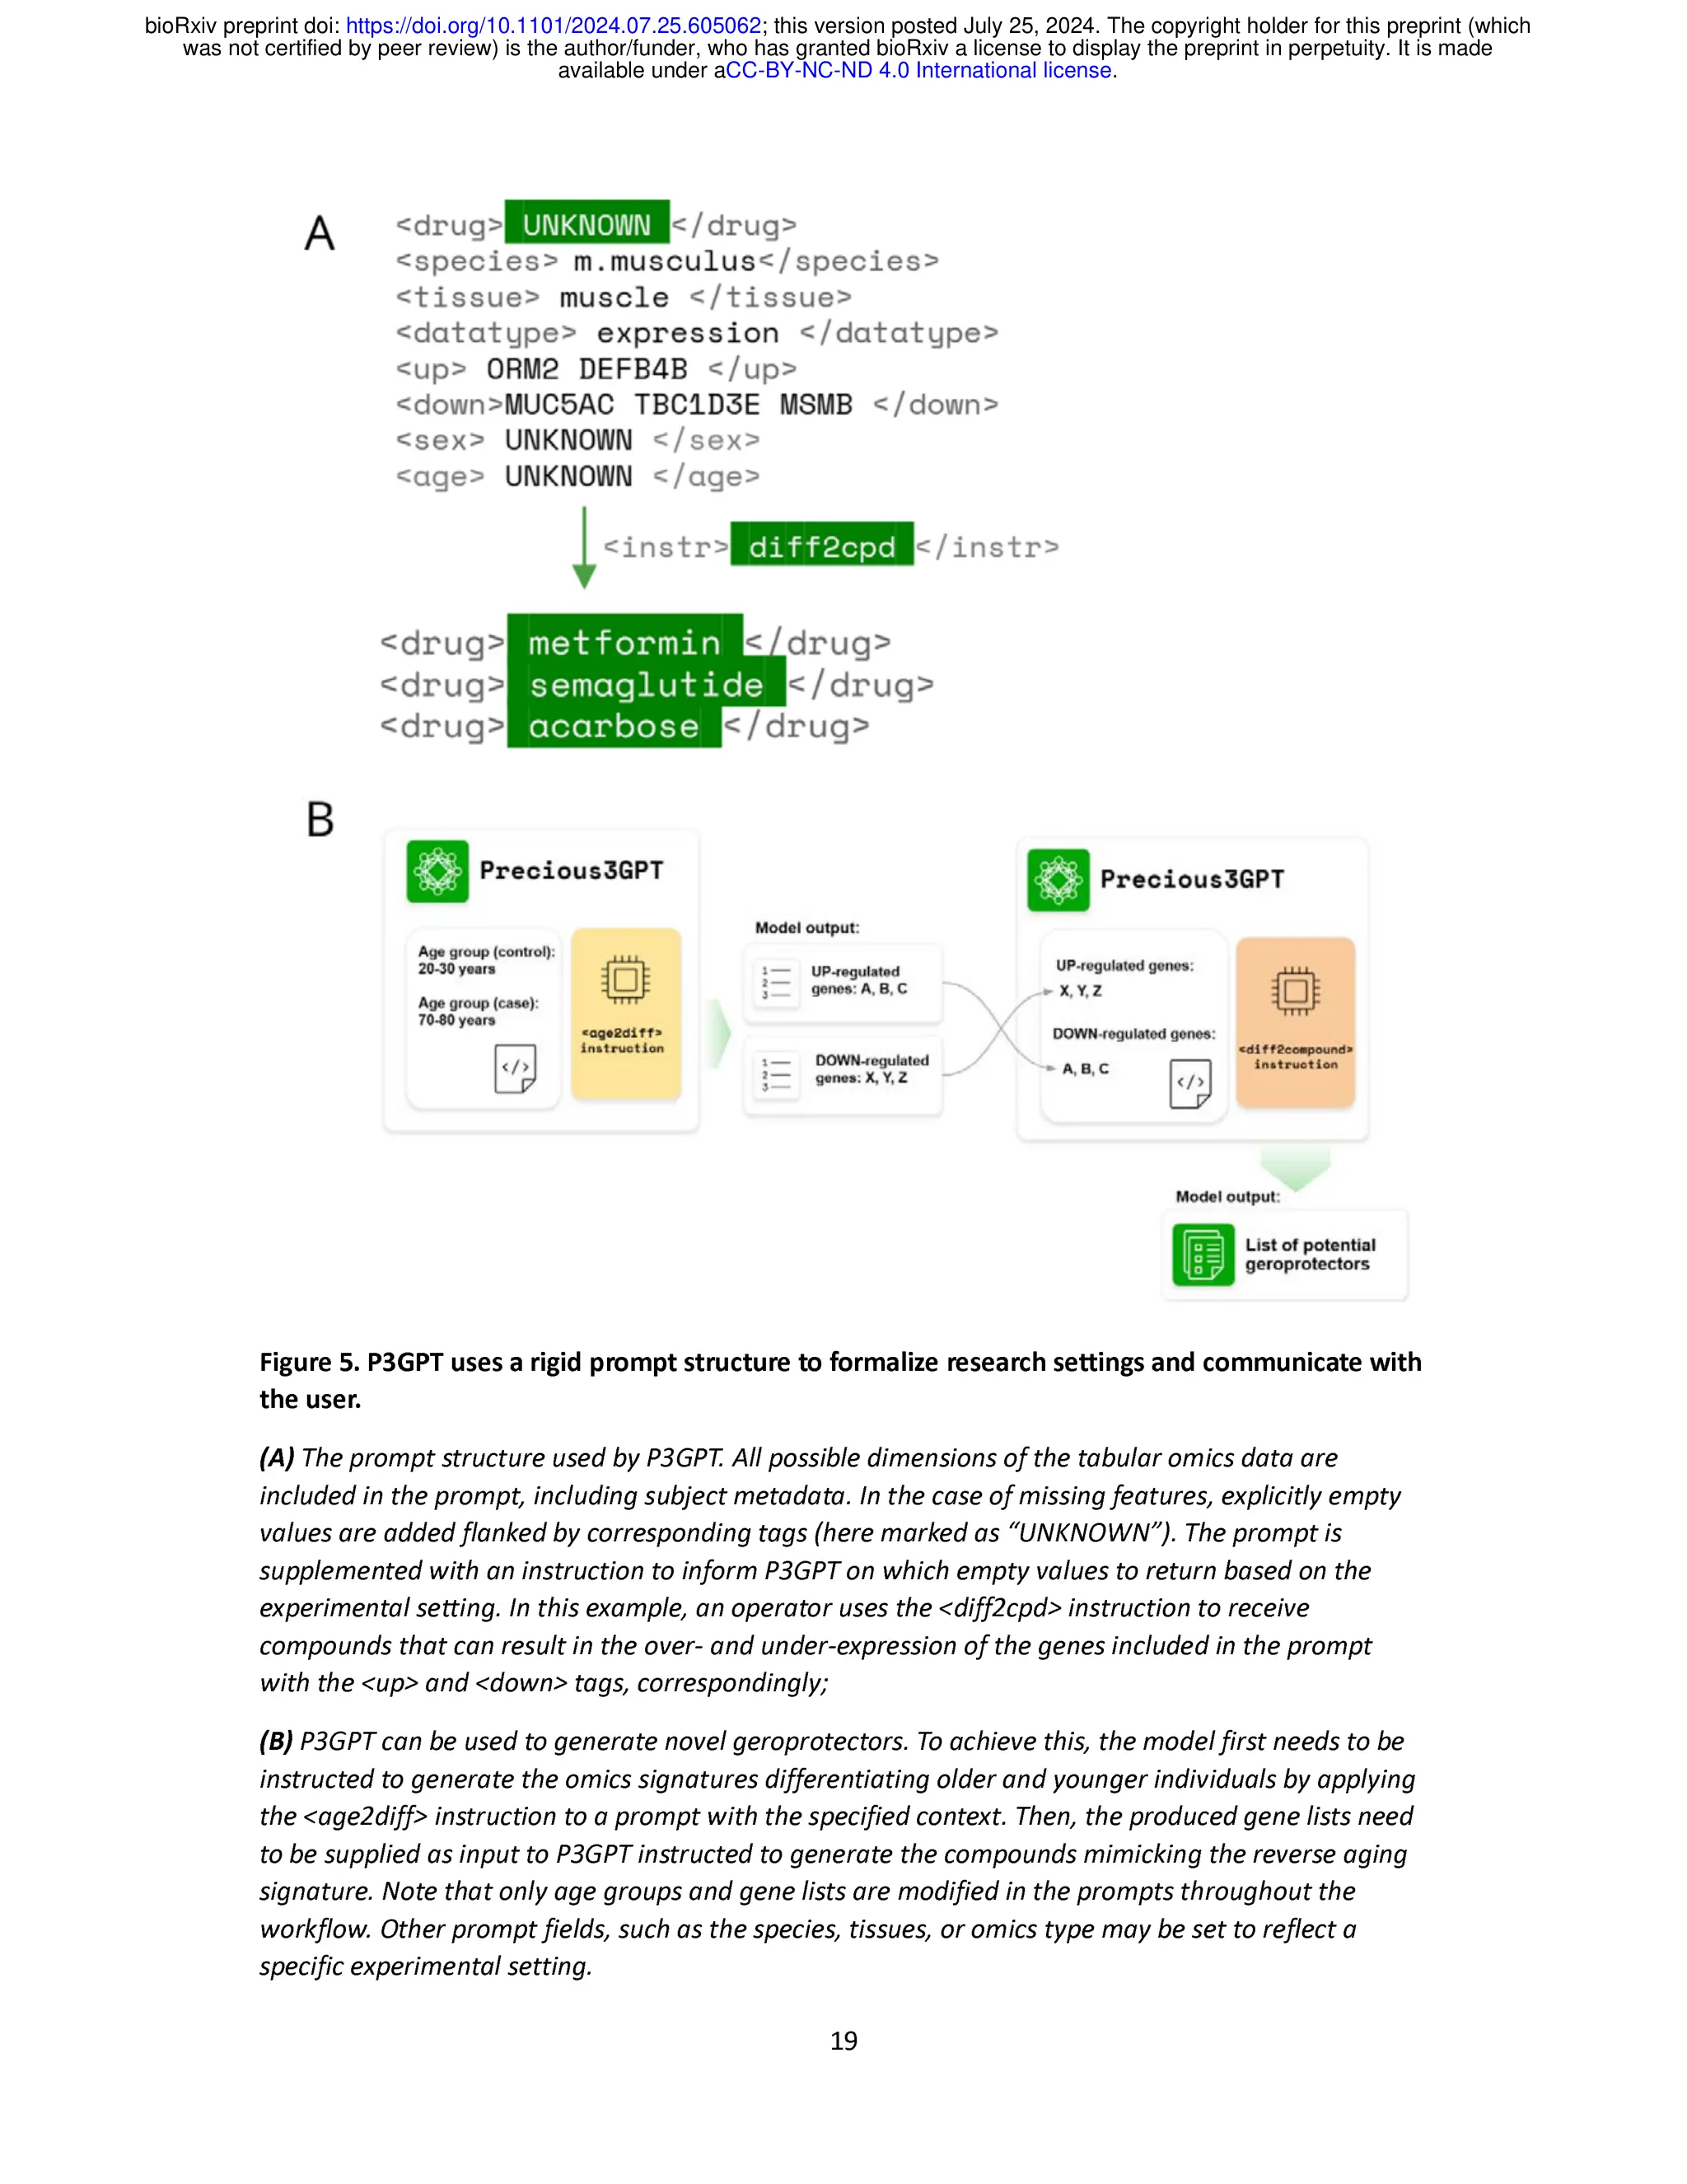 bioRxiv preprint doi: https://doi.org/10.1101/2024.07.25.605062; this version posted July 25, 2024. The copyright holder for this preprint (which
was not certified by peer review) is the author/funder, who has granted bioRxiv a license to display the preprint in perpetuity. It is made
available under aCC-BY-NC-ND 4.0 International license.
A
<drug> UNKNOWN </drug>
<species> m.musculus</species>
<tissue> muscle </tissue>
<datatype> expression </datatype>
<up> ORM2 DEFB4B </up>
<down>MUC5AC TBC1D3E MSMB </down>
<sex> UNKNOWN </sex>
<age> UNKNOWN </age>
<instr> diff2cpd </instr>
<drug> metformin </drug>
<drug> semaglutide </drug>
<drug> acarbose </drug>
B
Precious3GPT
Age group (control):
20-30 years
Age group (case):
70-80 years
</>
<age2diff>
instruction
Model output:
1
2
3
UP-regulated
genes: A, B, C
1
2
3
DOWN-regulated
genes: X, Y, Z
Precious3GPT
UP-regulated genes:
X, Y, Z
DOWN-regulated genes:
A, B, C
</>
<diff2compound>
instruction
Model output:
List of potential
geroprotectors
Figure 5. P3GPT uses a rigid prompt structure to formalize research settings and communicate with
the user.
(A) The prompt structure used by P3GPT. All possible dimensions of the tabular omics data are
included in the prompt, including subject metadata. In the case of missing features, explicitly empty
values are added flanked by corresponding tags (here marked as “UNKNOWN”). The prompt is
supplemented with an instruction to inform P3GPT on which empty values to return based on the
experimental setting. In this example, an operator uses the <diff2cpd> instruction to receive
compounds that can result in the over- and under-expression of the genes included in the prompt
with the <up> and <down> tags, correspondingly;
(B) P3GPT can be used to generate novel geroprotectors. To achieve this, the model first needs to be
instructed to generate the omics signatures differentiating older and younger individuals by applying
the <age2diff> instruction to a prompt with the specified context. Then, the produced gene lists need
to be supplied as input to P3GPT instructed to generate the compounds mimicking the reverse aging
signature. Note that only age groups and gene lists are modified in the prompts throughout the
workflow. Other prompt fields, such as the species, tissues, or omics type may be set to reflect a
specific experimental setting.
19